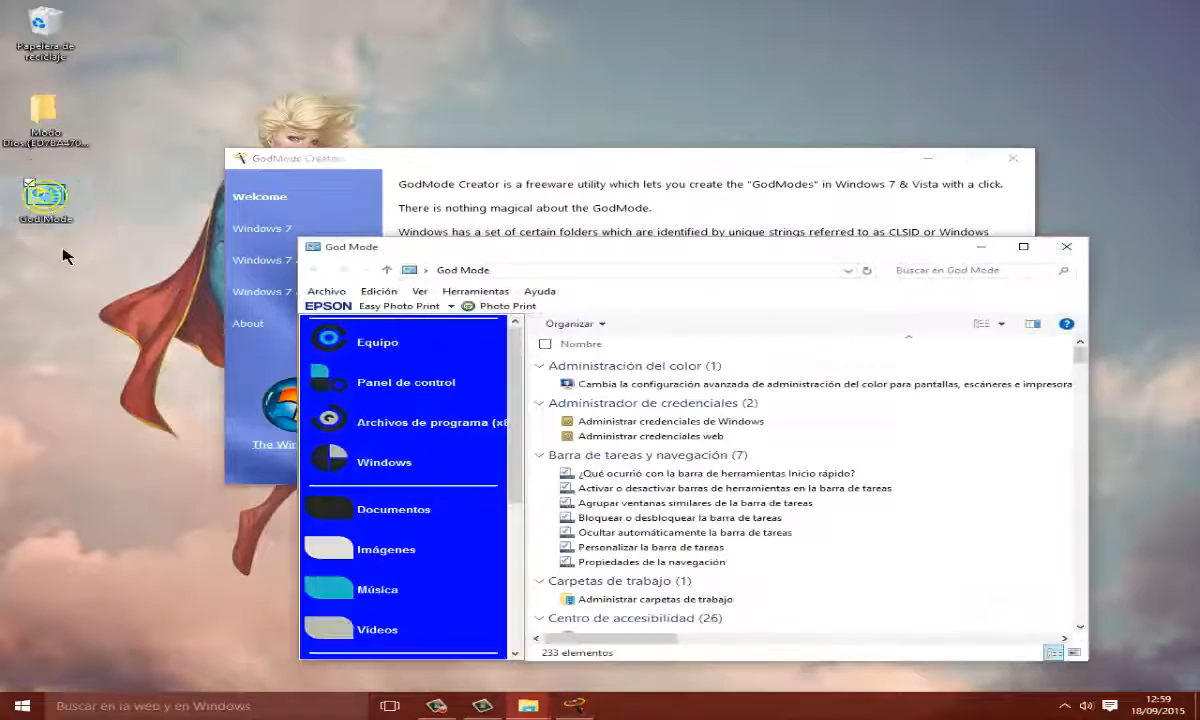 Papelera de
reciclaje
Modo
Dios.{ED7BA470...
God Mode
GodMode Creator
Welcome
Windows 7
Windows 7
Windows 7
About
The Win
GodMode Creator is a freeware utility which lets you create the "GodModes" in Windows 7 & Vista with a click.
There is nothing magical about the GodMode.
Windows has a set of certain folders which are identified by unique strings referred to as CLSID or Windows
God Mode
God Mode
Buscar en God Mode
Archivo Edición Ver Herramientas Ayuda
EPSON Easy Photo Print Photo Print
Equipo
Panel de control
Archivos de programa (x8
Windows
Documentos
Imágenes
Música
Vídeos
Organizar
Nombre
Administración del color (1)
Cambia la configuración avanzada de administración del color para pantallas, escáneres e impresora
Administrador de credenciales (2)
Administrar credenciales de Windows
Administrar credenciales web
Barra de tareas y navegación (7)
¿Qué ocurrió con la barra de herramientas Inicio rápido?
Activar o desactivar barras de herramientas en la barra de tareas
Agrupar ventanas similares de la barra de tareas
Bloquear o desbloquear la barra de tareas
Ocultar automáticamente la barra de tareas
Personalizar la barra de tareas
Propiedades de la navegación
Carpetas de trabajo (1)
Administrar carpetas de trabajo
Centro de accesibilidad (26)
233 elementos
Buscar en la web y en Windows
12:59
18/09/2015